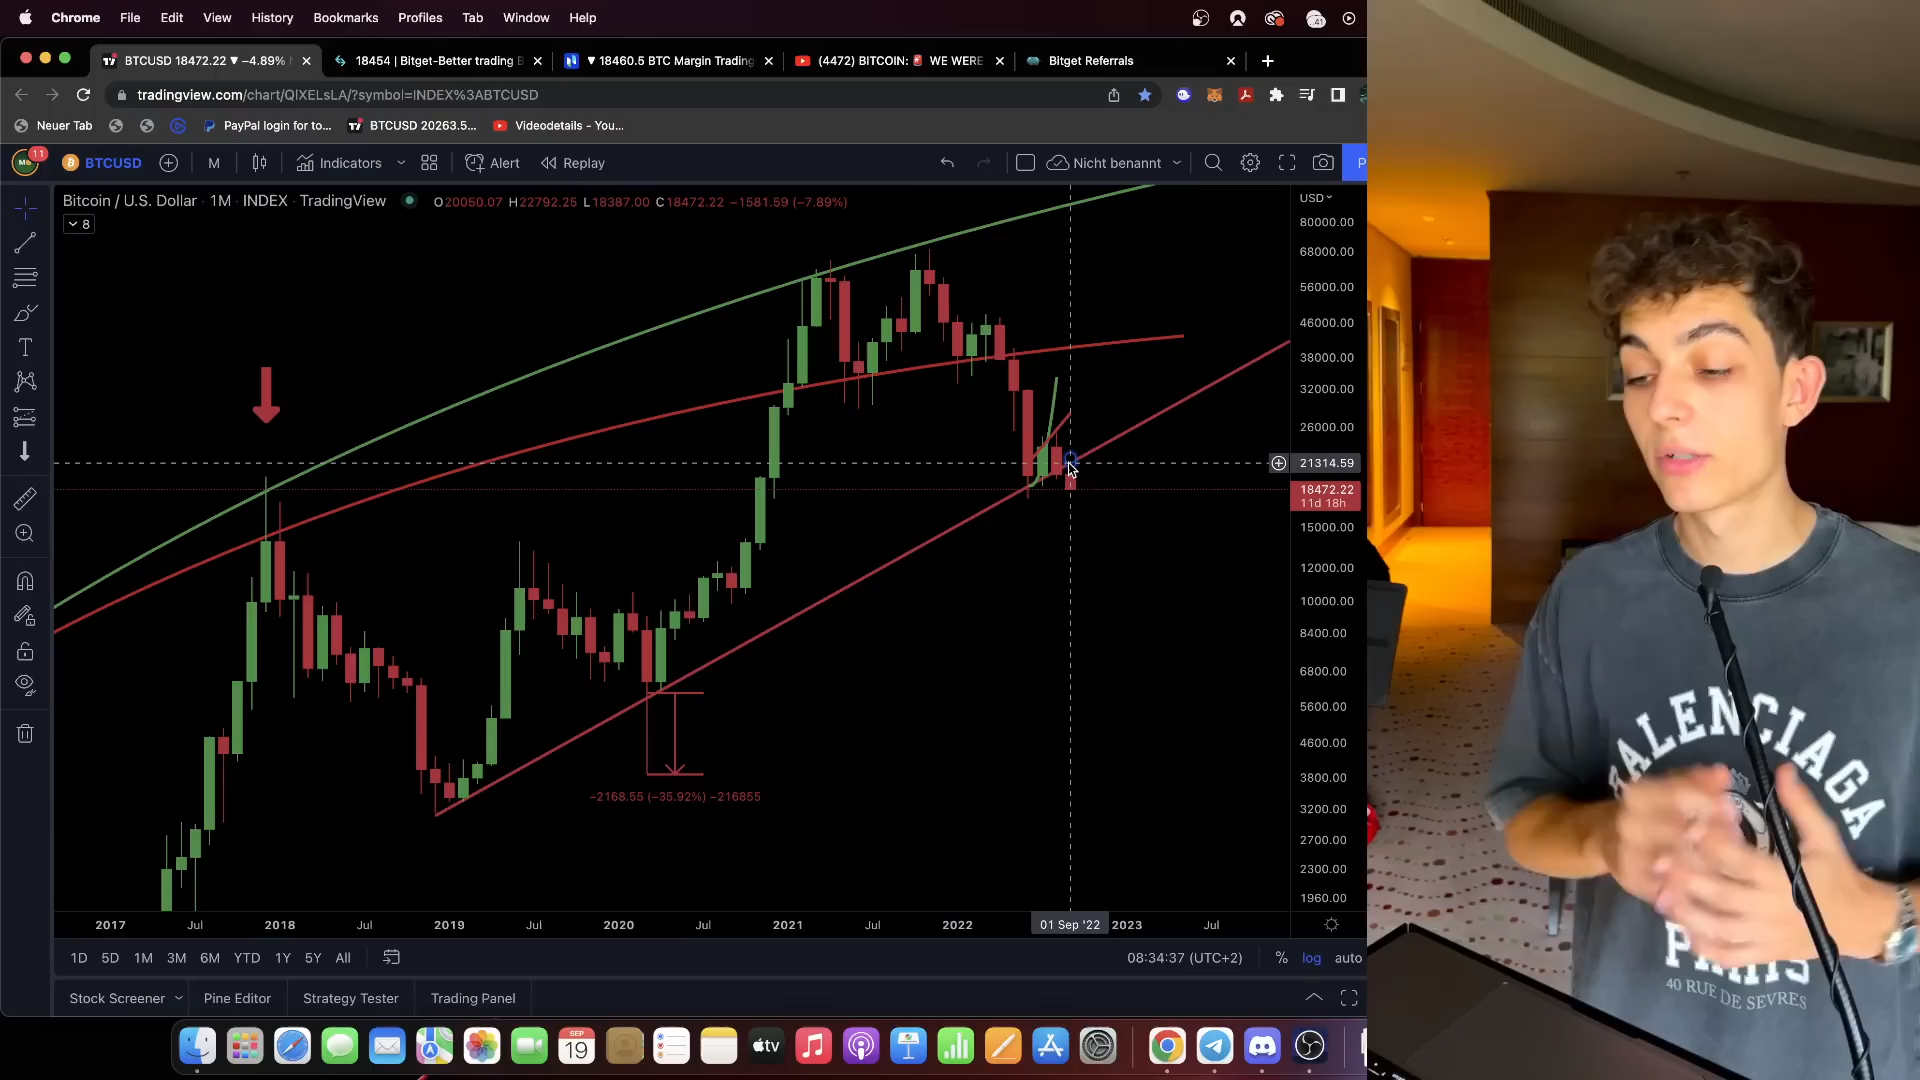 Chrome File Edit View History Bookmarks Profiles Tab Window Help
BTCUSD 18472.22 ▼ −4.89%
18454 | Bitget-Better trading
▼ 18460.5 BTC Margin Trading
(4472) BITCOIN: 🚨 WE WERE
Bitget Referrals
tradingview.com/chart/QlXELsLA/?symbol=INDEX%3ABTCUSD
Neuer Tab
PayPal login for to...
BTCUSD 20263.5...
Videodetails - You...
11
BTCUSD
M
Indicators
Alert
Replay
Nicht benannt
P
Bitcoin / U.S. Dollar · 1M · INDEX · TradingView
O20050.07 H22792.25 L18387.00 C18472.22 −1581.59 (−7.89%)
8
USD
80000.00
68000.00
56000.00
46000.00
38000.00
32000.00
26000.00
21314.59
18472.22
11d 18h
15000.00
12000.00
10000.00
8400.00
6800.00
5600.00
4600.00
3800.00
3200.00
2700.00
2300.00
1960.00
−2168.55 (−35.92%) −216855
2017 Jul 2018 Jul 2019 Jul 2020 Jul 2021 Jul 2022 01 Sep '22 2023 Jul
1D 5D 1M 3M 6M YTD 1Y 5Y All
08:34:37 (UTC+2) % log auto
Stock Screener Pine Editor Strategy Tester Trading Panel
SEP
19
tv
BALENCIAGA
PARIS
40 RUE DE SEVRES